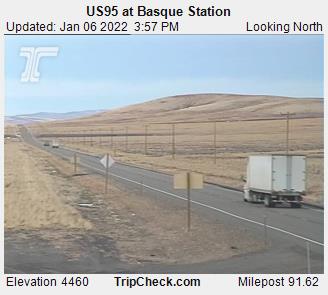 US95 at Basque Station
Updated: Jan 06 2022 3:57 PM Looking North
Elevation 4460 TripCheck.com Milepost 91.62